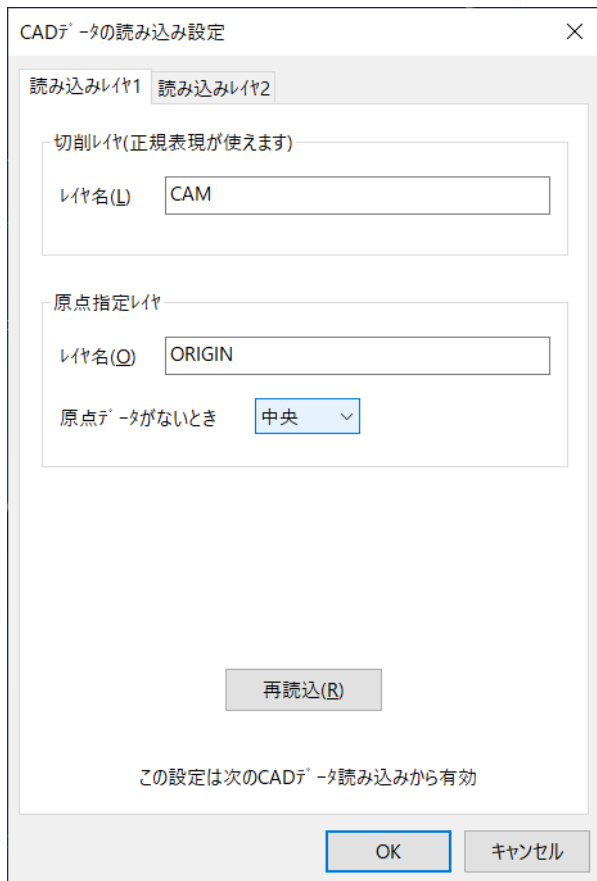 CADﾃﾞｰﾀの読み込み設定
読み込みﾚｲﾔ1 読み込みﾚｲﾔ2
切削ﾚｲﾔ(正規表現が使えます)
ﾚｲﾔ名(L) CAM
原点指定ﾚｲﾔ
ﾚｲﾔ名(O) ORIGIN
原点ﾃﾞｰﾀがないとき 中央
再読込(R)
この設定は次のCADﾃﾞｰﾀ読み込みから有効
OK キャンセル